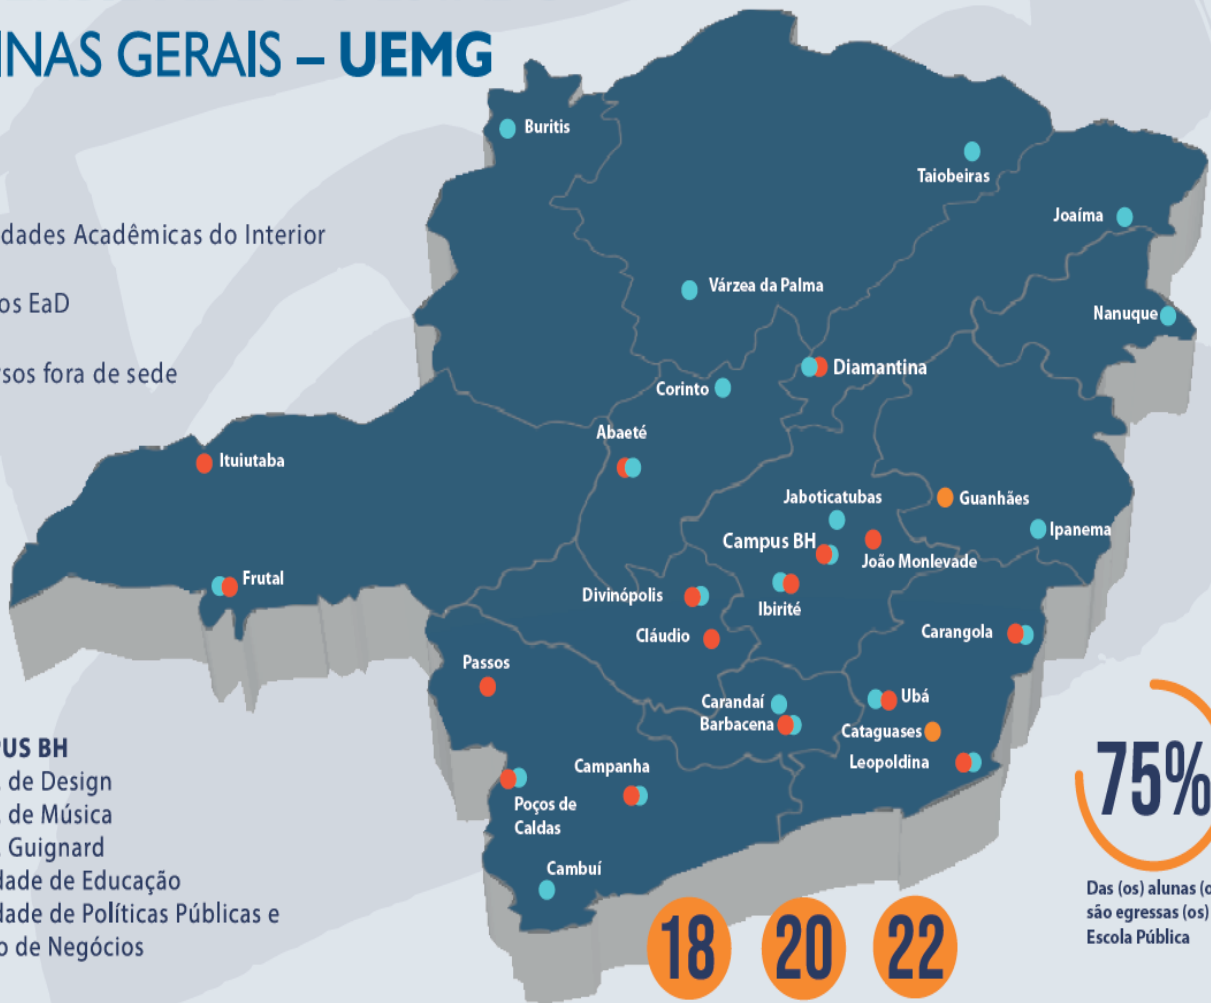 INAS GERAIS – UEMG
Buritis
Taiobeiras
Joaíma
dades Acadêmicas do Interior
Várzea da Palma
os EaD
Nanuque
rsos fora de sede
Diamantina
Corinto
Abaeté
Ituiutaba
Jaboticatubas
Guanhães
Ipanema
Campus BH
João Monlevade
Frutal
Divinópolis
Ibirité
Cláudio
Carangola
Passos
Carandaí
Ubá
Barbacena
Cataguases
Leopoldina
Campanha
Poços de
Caldas
Cambuí
PUS BH
. de Design
. de Música
. Guignard
dade de Educação
dade de Políticas Públicas e
o de Negócios
18
20
22
75%
Das (os) alunas (o
são egressas (os)
Escola Pública